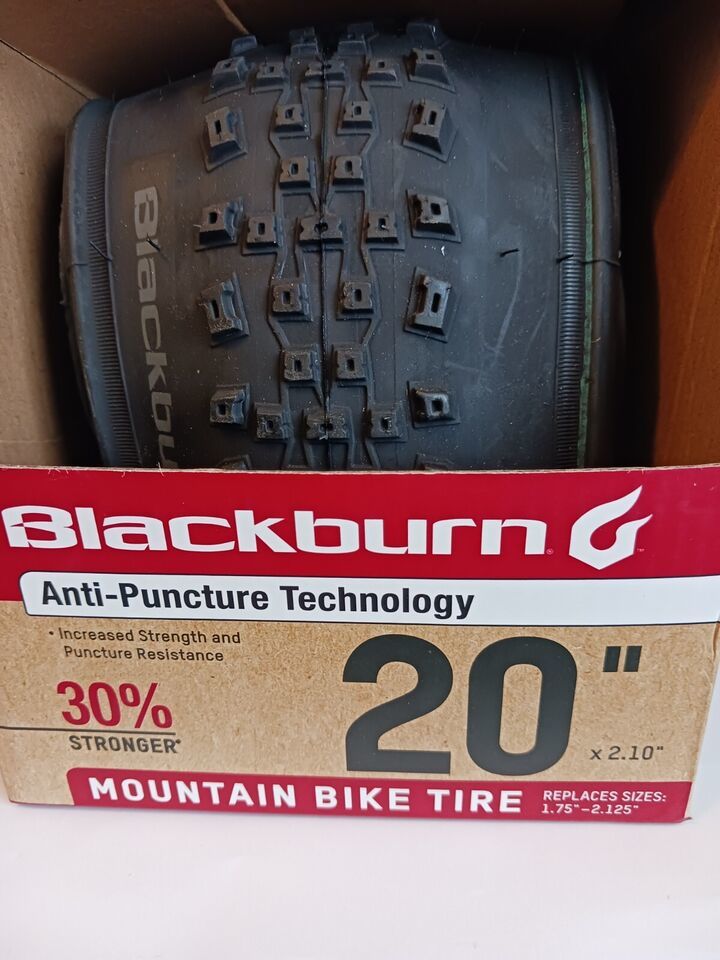 Blackbu
Blackburn
Anti-Puncture Technology
• Increased Strength and
Puncture Resistance
30%
STRONGER*
20"
x 2.10"
MOUNTAIN BIKE TIRE
REPLACES SIZES:
1.75"–2.125"